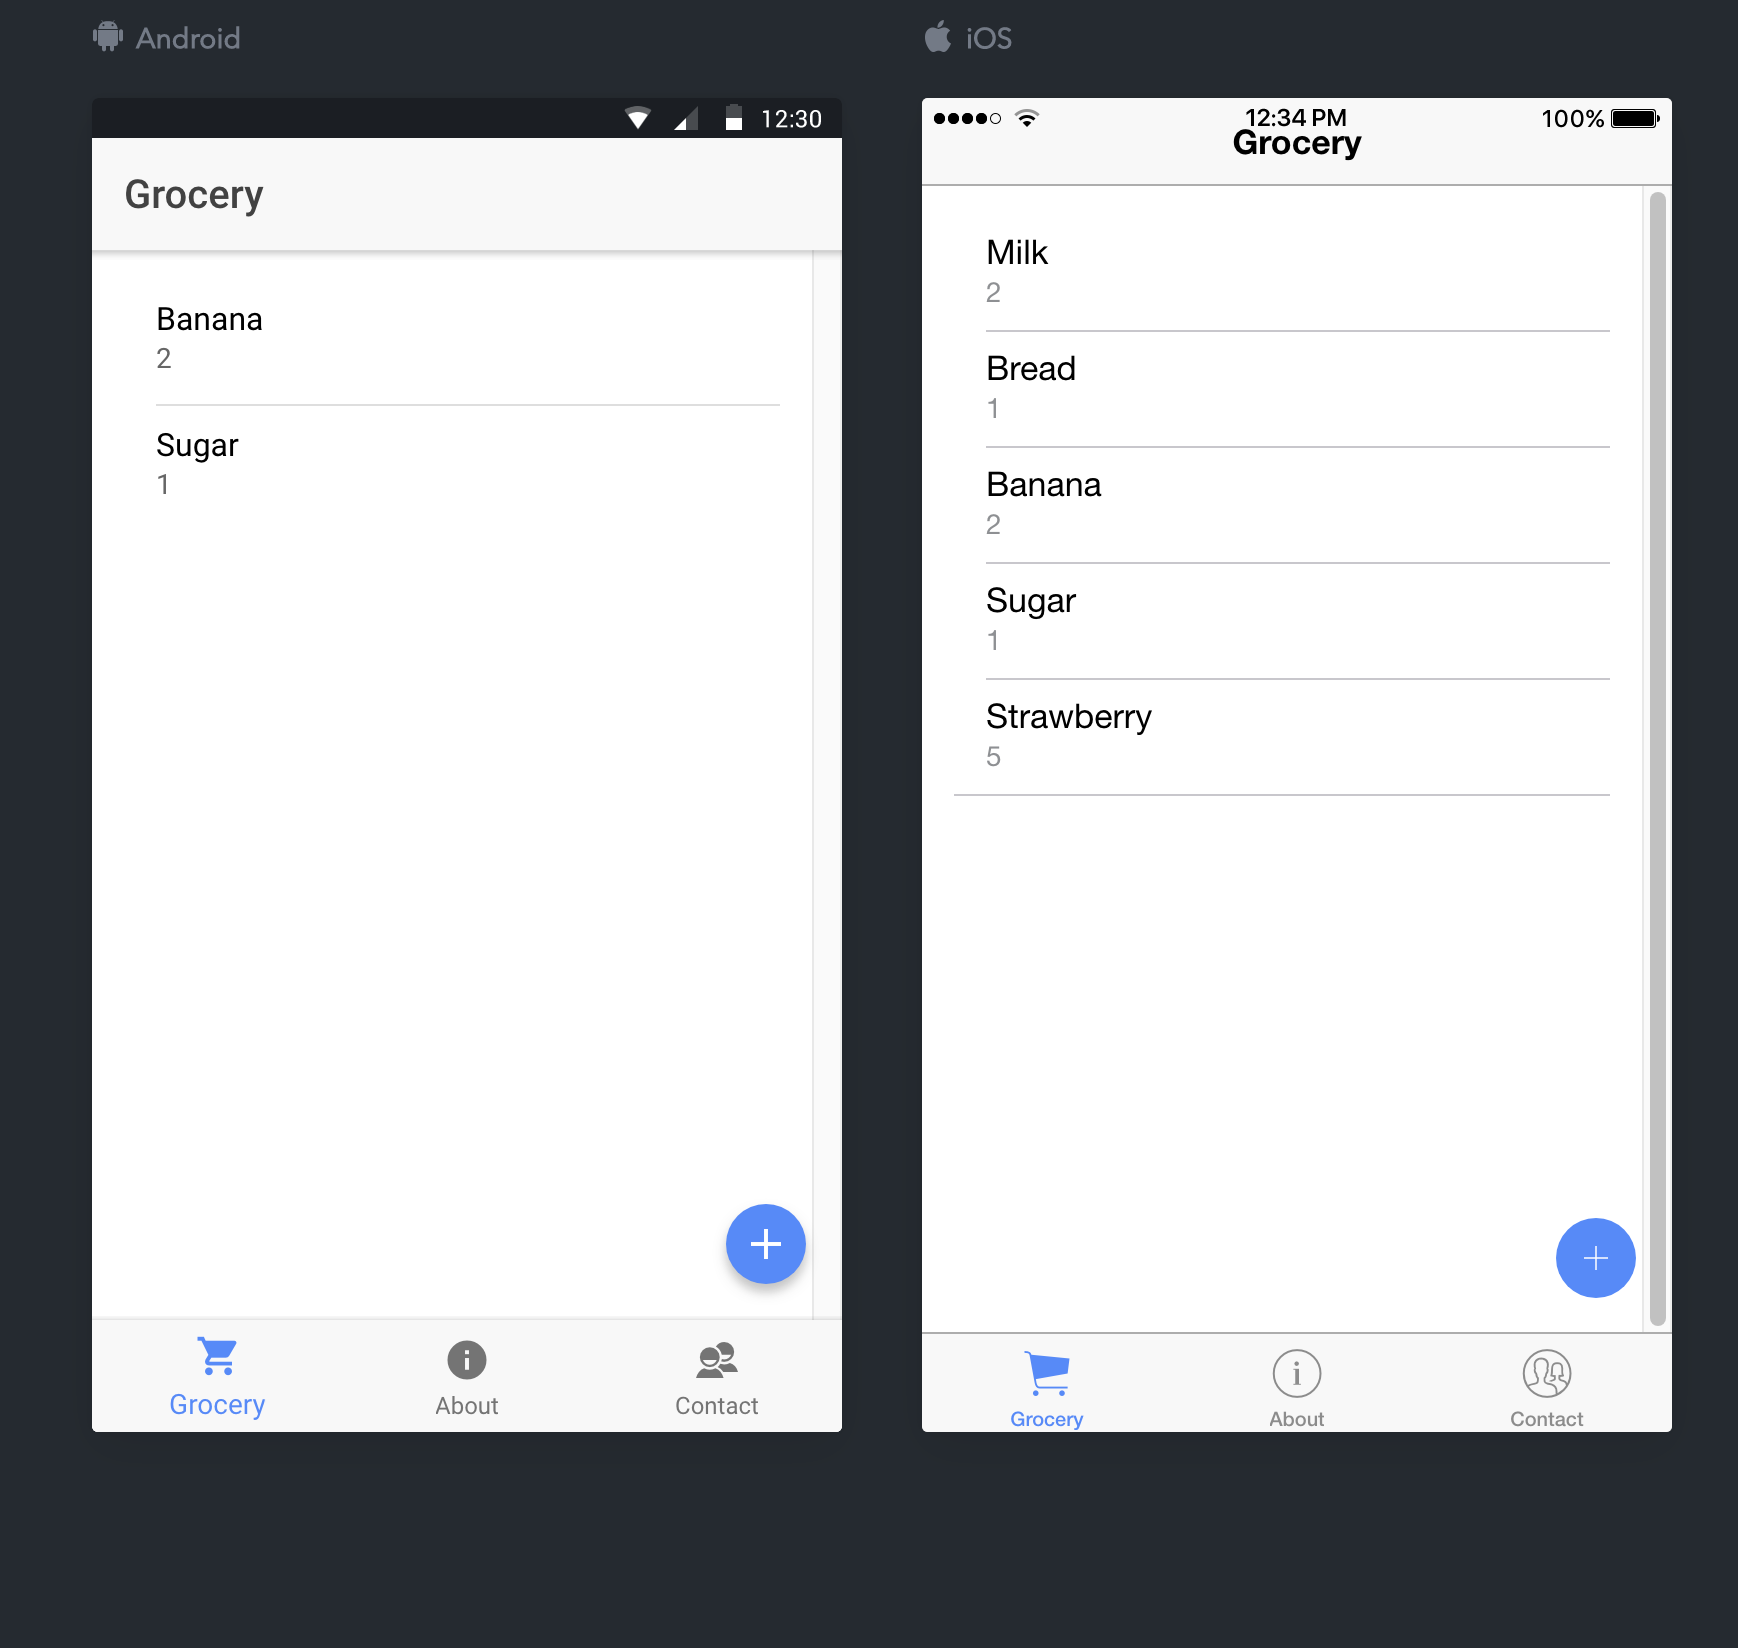 Android
12:30
Grocery
Banana
2
Sugar
1
Grocery
About
Contact
iOS
12:34 PM
100%
Grocery
Milk
2
Bread
1
Banana
2
Sugar
1
Strawberry
5
Grocery
About
Contact